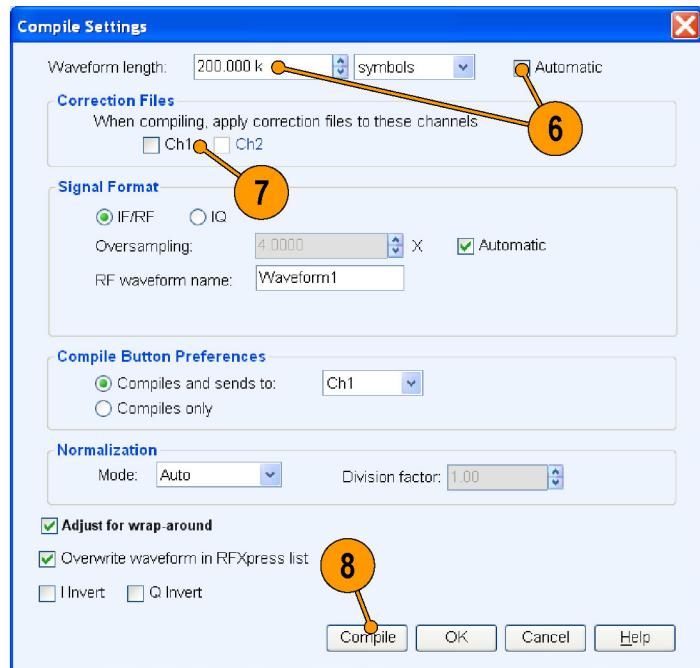 Compile Settings
Waveform length: 200.000 k symbols Automatic
6
Correction Files
When compiling, apply correction files to these channels
Ch1 Ch2
7
Signal Format
IF/RF IQ
Oversampling: 4.0000 X Automatic
RF waveform name: Waveform1
Compile Button Preferences
Compiles and sends to: Ch1
Compiles only
Normalization
Mode: Auto Division factor: 1.00
Adjust for wrap-around
Overwrite waveform in RFXpress list
8
I Invert Q Invert
Compile OK Cancel Help